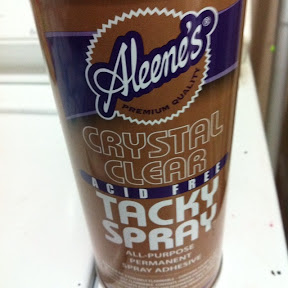 Aleene's®
PREMIUM QUALITY
CRYSTAL
CLEAR
ACID FREE
TACKY
SPRAY
ALL-PURPOSE
PERMANENT
SPRAY ADHESIVE